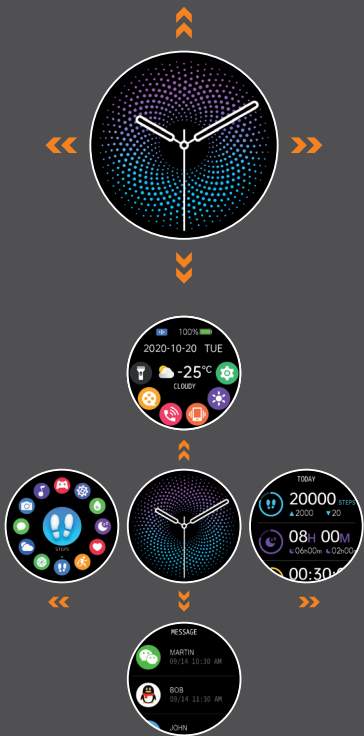 100%
2020-10-20 TUE
-25℃
CLOUDY
STEPS
TODAY
20000 STEPS
▲2000 ▼20
08H 00M
06h00m 02h00
00:30:
MESSAGE
MARTIN
09/14 10:30 AM
BOB
09/14 11:30 AM
JOHN